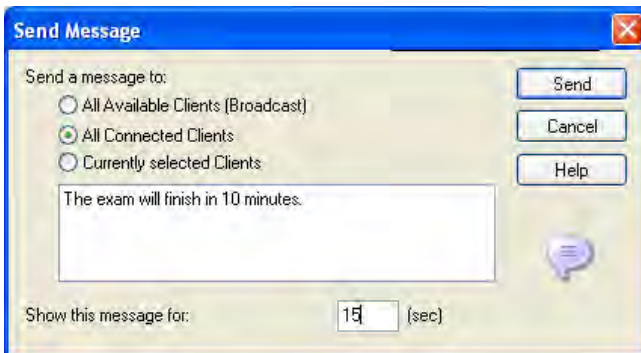 Send Message
Send a message to:
All Available Clients (Broadcast)
All Connected Clients
Currently selected Clients
The exam will finish in 10 minutes.
Show this message for: 15 (sec)
Send
Cancel
Help